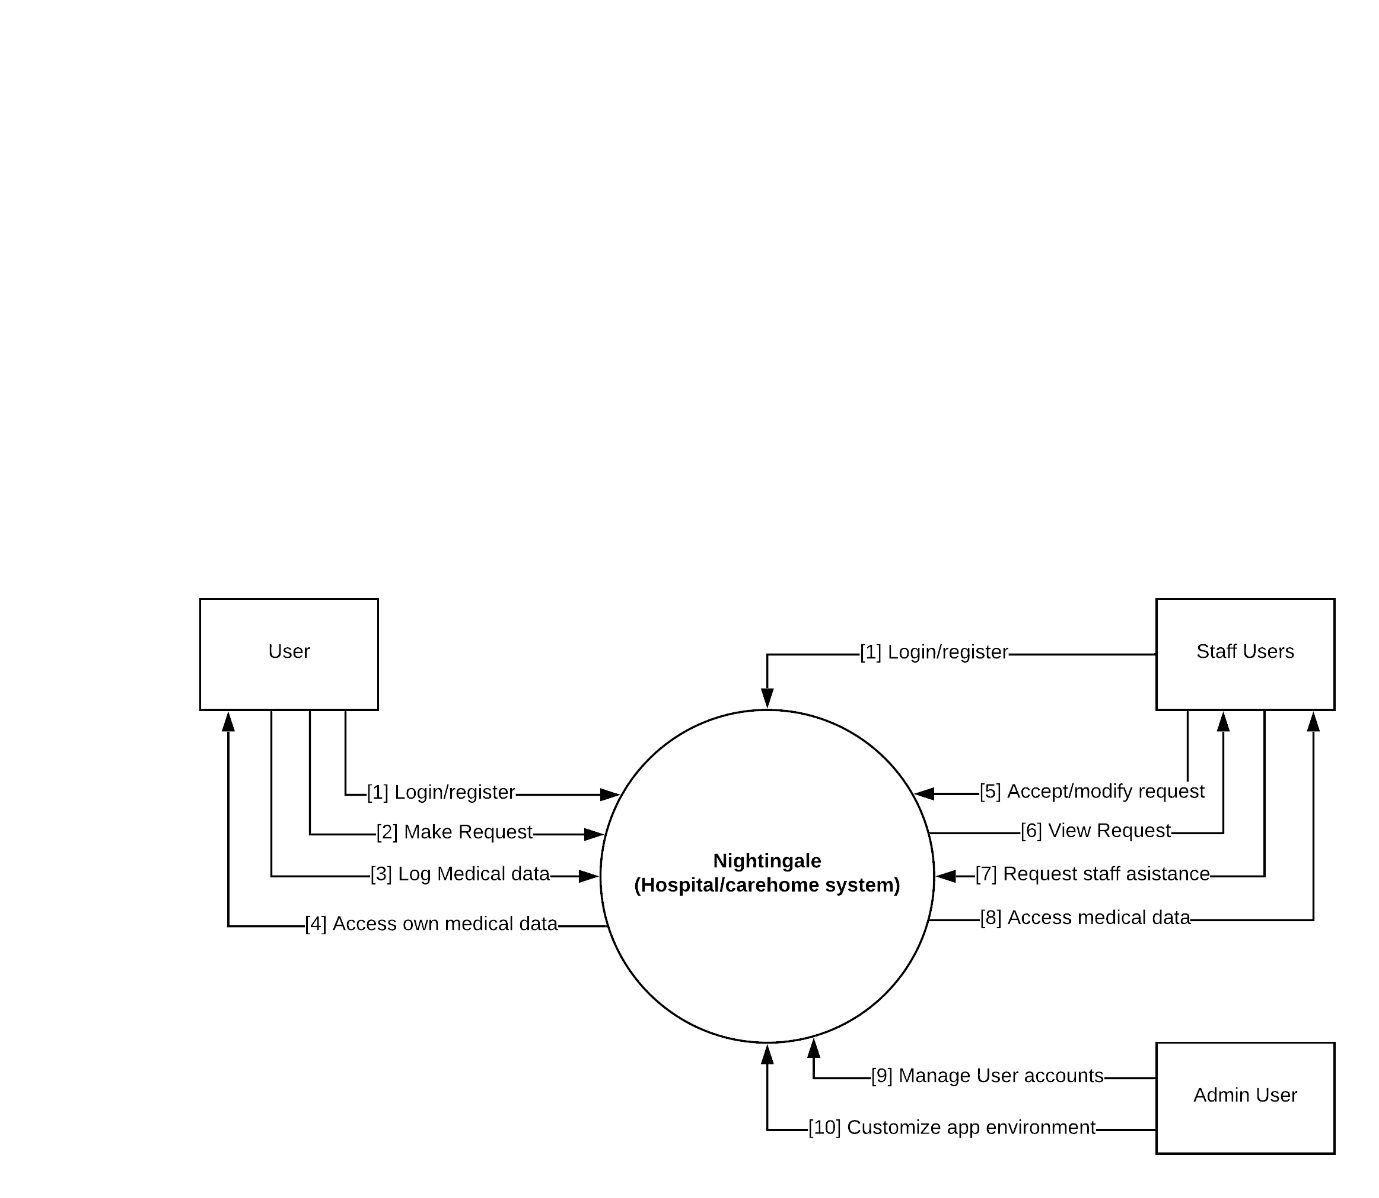 User
Staff Users
[1] Login/register
[1] Login/register
[5] Accept/modify request
[2] Make Request
[6] View Request
Nightingale
(Hospital/carehome system)
[3] Log Medical data
[7] Request staff asistance
[4] Access own medical data
[8] Access medical data
[9] Manage User accounts
Admin User
[10] Customize app environment